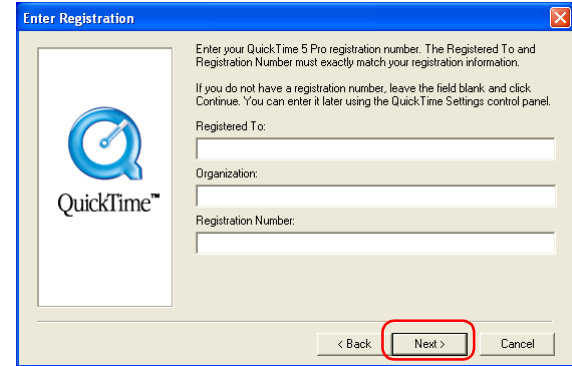 Enter Registration
Enter your QuickTime 5 Pro registration number. The Registered To and
Registration Number must exactly match your registration information.
If you do not have a registration number, leave the field blank and click
Continue. You can enter it later using the QuickTime Settings control panel.
Registered To:
Organization:
QuickTime™
Registration Number:
< Back
Next >
Cancel